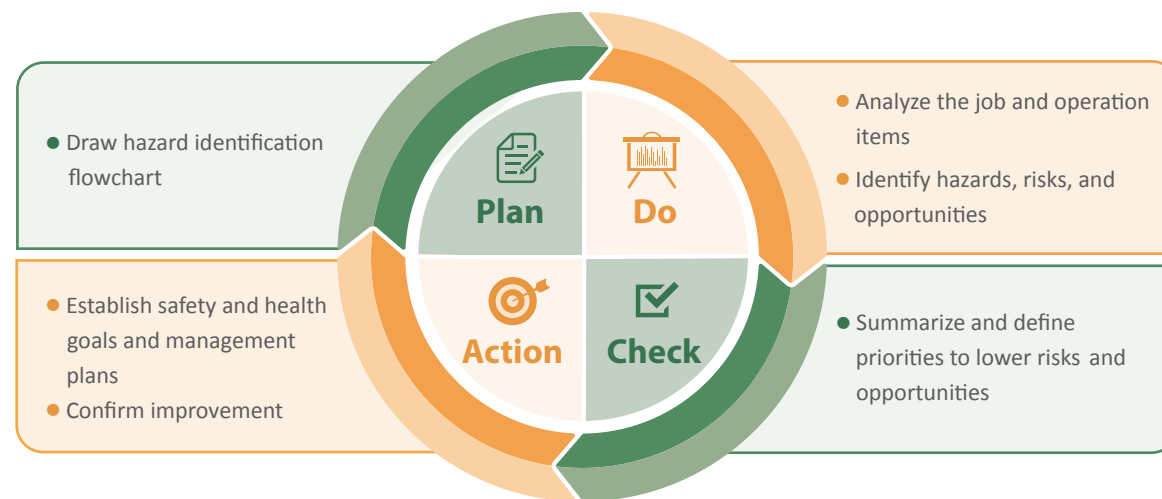 Draw hazard identification
flowchart
Plan
Do
Analyze the job and operation
items
Identify hazards, risks, and
opportunities
Establish safety and health
goals and management
plans
Confirm improvement
Action
Check
Summarize and define
priorities to lower risks and
opportunities